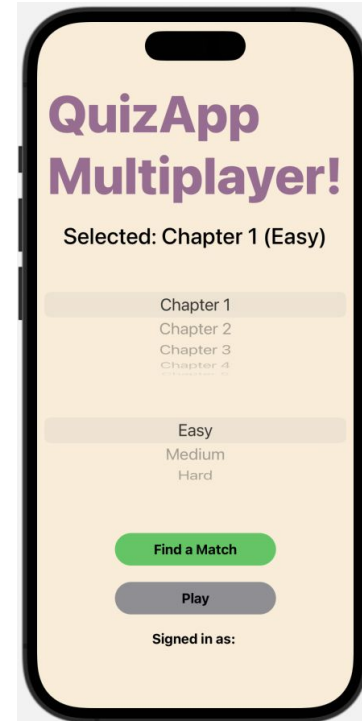 QuizApp
Multiplayer!
Selected: Chapter 1 (Easy)
Chapter 1
Chapter 2
Chapter 3
Chapter 4
Easy
Medium
Hard
Find a Match
Play
Signed in as: